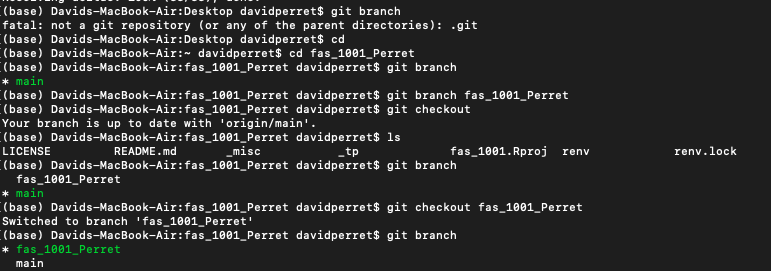 (base) Davids-MacBook-Air:Desktop davidperret$ git branch
fatal: not a git repository (or any of the parent directories): .git
(base) Davids-MacBook-Air:Desktop davidperret$ cd
(base) Davids-MacBook-Air:~ davidperret$ cd fas_1001_Perret
(base) Davids-MacBook-Air:fas_1001_Perret davidperret$ git branch
* main
(base) Davids-MacBook-Air:fas_1001_Perret davidperret$ git branch fas_1001_Perret
(base) Davids-MacBook-Air:fas_1001_Perret davidperret$ git checkout
Your branch is up to date with 'origin/main'.
(base) Davids-MacBook-Air:fas_1001_Perret davidperret$ ls
LICENSE README.md _misc _tp fas_1001.Rproj renv renv.lock
(base) Davids-MacBook-Air:fas_1001_Perret davidperret$ git branch
fas_1001_Perret
* main
(base) Davids-MacBook-Air:fas_1001_Perret davidperret$ git checkout fas_1001_Perret
Switched to branch 'fas_1001_Perret'
(base) Davids-MacBook-Air:fas_1001_Perret davidperret$ git branch
* fas_1001_Perret
main